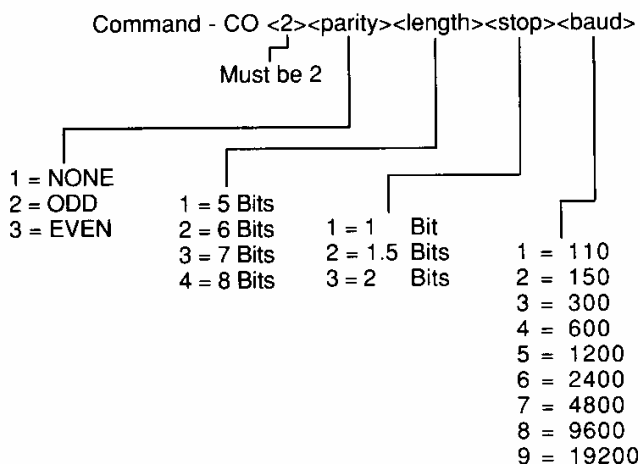 Command - CO <2><parity><length><stop><baud>
Must be 2
1 = NONE
2 = ODD
3 = EVEN
1 = 5 Bits
2 = 6 Bits
3 = 7 Bits
4 = 8 Bits
1 = 1 Bit
2 = 1.5 Bits
3 = 2 Bits
1 = 110
2 = 150
3 = 300
4 = 600
5 = 1200
6 = 2400
7 = 4800
8 = 9600
9 = 19200